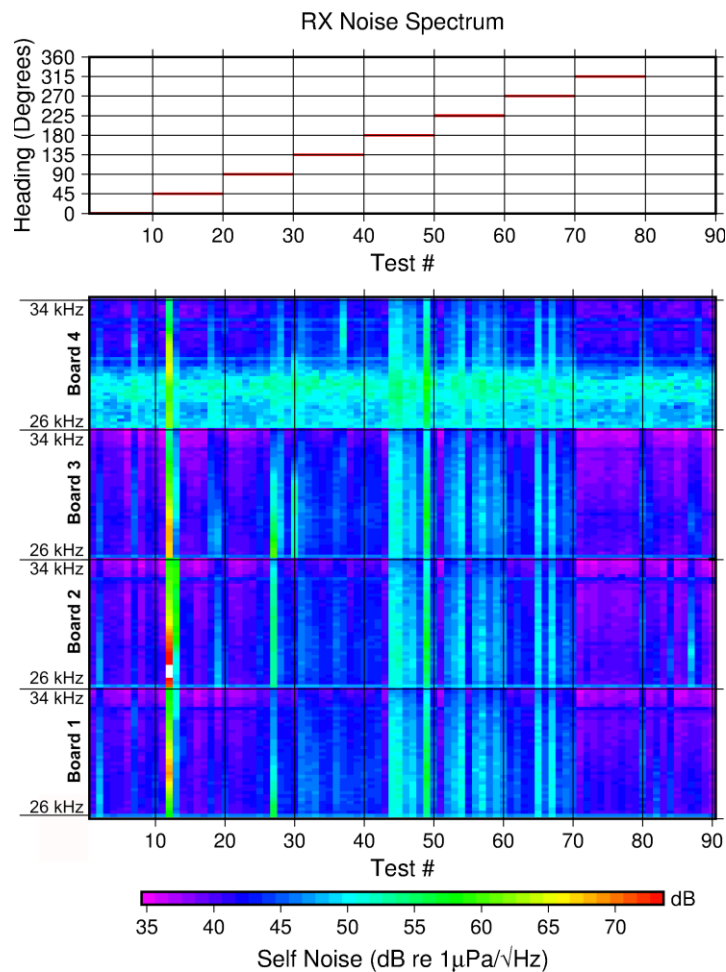 RX Noise Spectrum
Heading (Degrees)
360
315
270
225
180
135
90
45
0
10 20 30 40 50 60 70 80 90
Test #
34 kHz
Board 4
26 kHz
34 kHz
Board 3
26 kHz
34 kHz
Board 2
26 kHz
34 kHz
Board 1
26 kHz
10 20 30 40 50 60 70 80 90
Test #
dB
35 40 45 50 55 60 65 70
Self Noise (dB re 1μPa/√Hz)